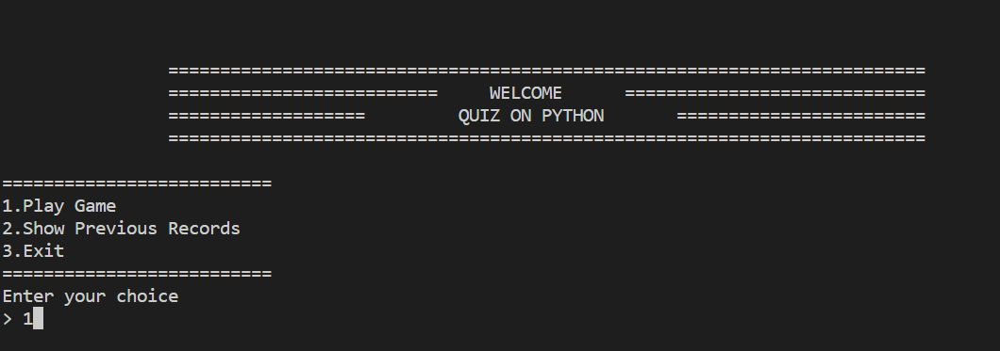 =========================================================================
========================== WELCOME =============================
=================== QUIZ ON PYTHON ========================
=========================================================================
==========================
1.Play Game
2.Show Previous Records
3.Exit
==========================
Enter your choice
> 1